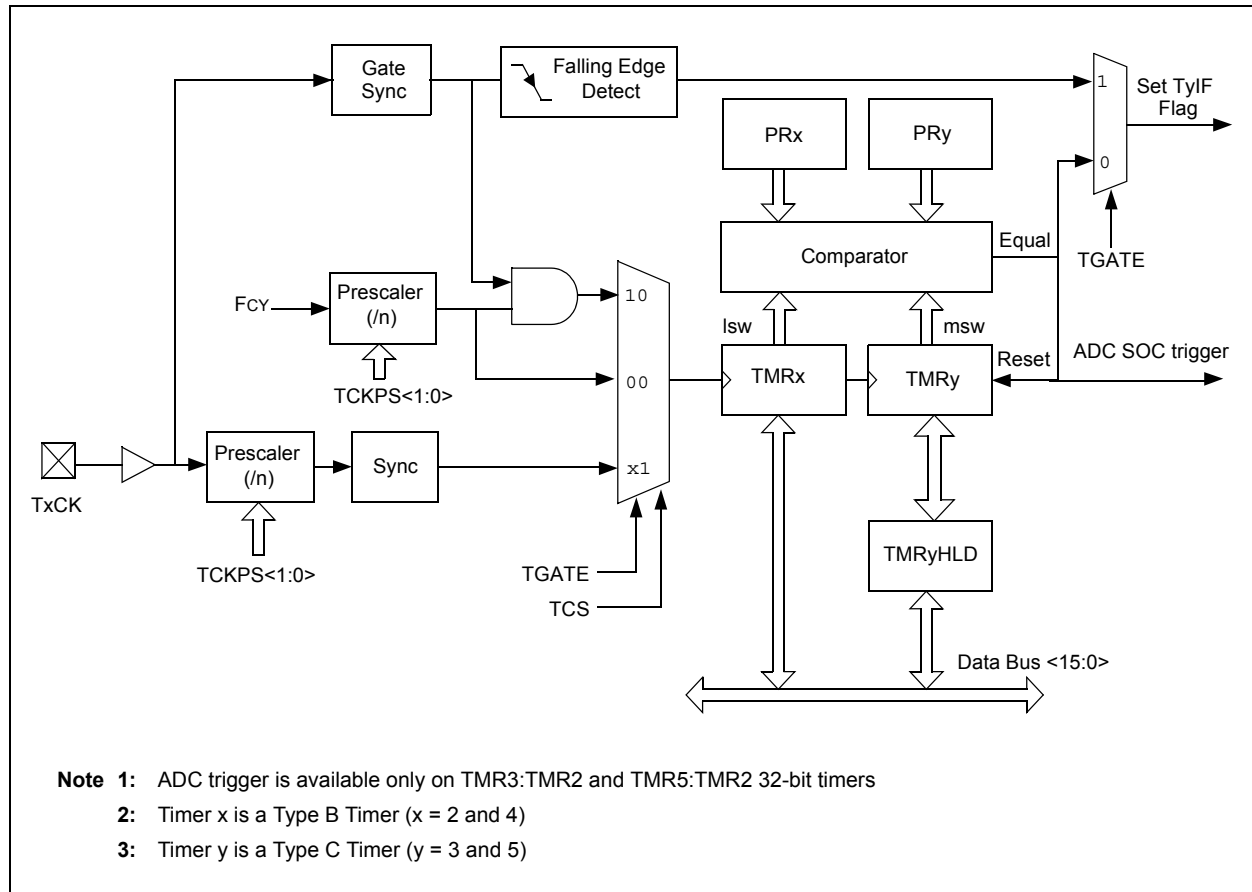 Gate
Sync
Falling Edge
Detect
1
Set TyIF
Flag
PRx
PRy
0
Comparator
Equal
TGATE
FCY
Prescaler
(/n)
10
lsw
msw
TCKPS<1:0>
00
TMRx
TMRy
Reset
ADC SOC trigger
TxCK
Prescaler
(/n)
Sync
x1
TCKPS<1:0>
TGATE
TCS
TMRyHLD
Data Bus <15:0>
Note 1: ADC trigger is available only on TMR3:TMR2 and TMR5:TMR2 32-bit timers
2: Timer x is a Type B Timer (x = 2 and 4)
3: Timer y is a Type C Timer (y = 3 and 5)